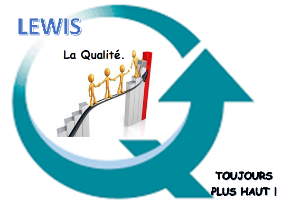 LEWIS
La Qualité.
TOUJOURS
PLUS HAUT !